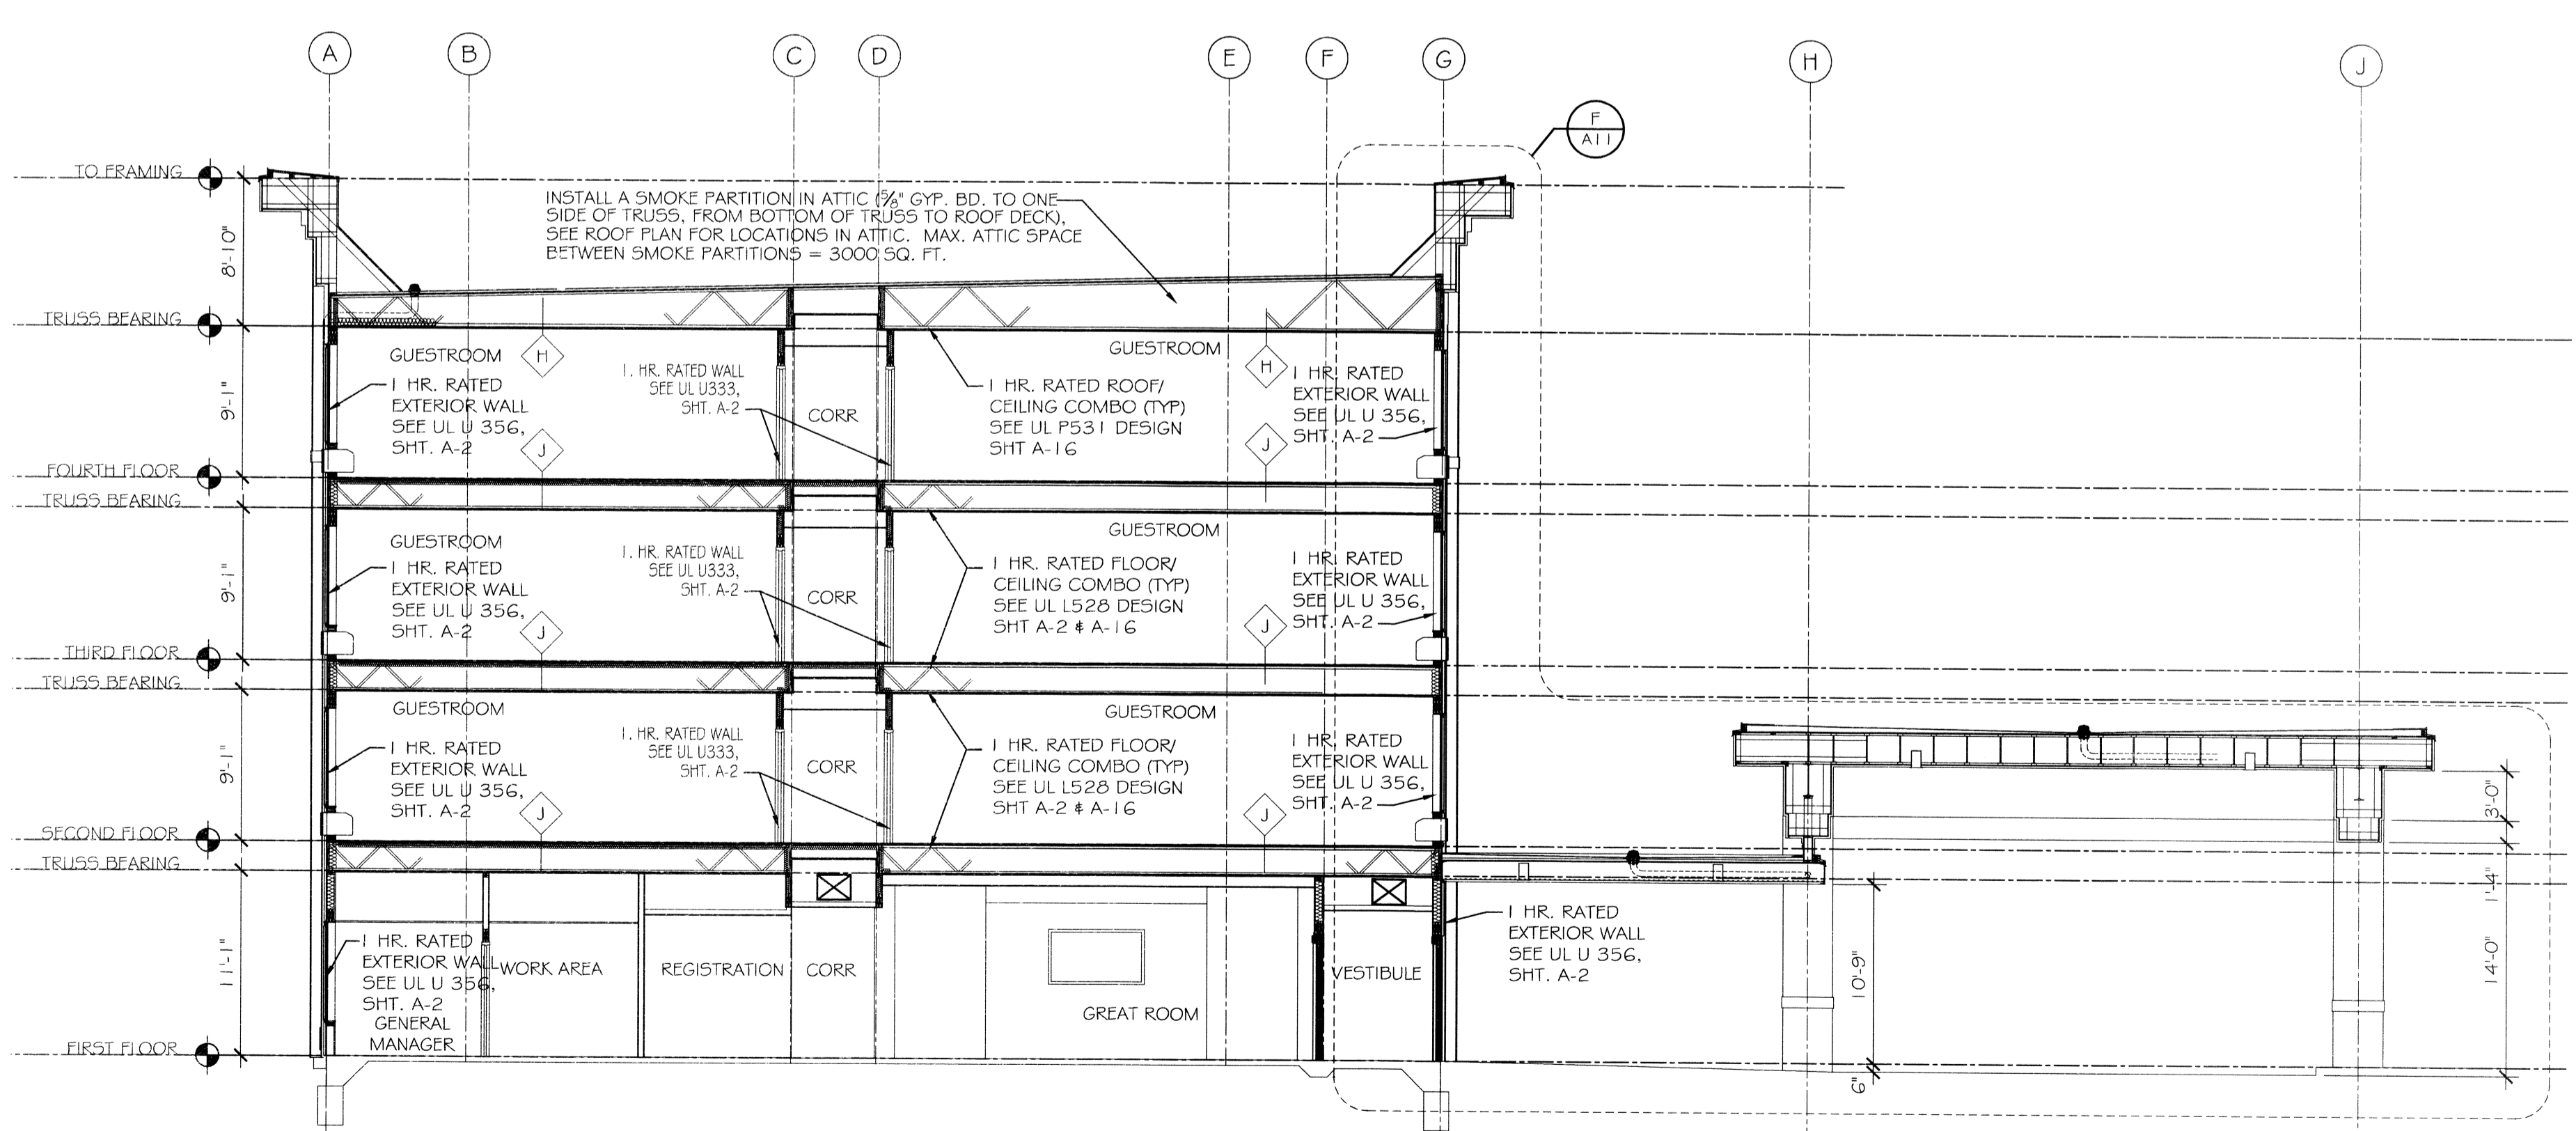 A
B
C
D
E
F
G
H
J
F
A11
TO FRAMING
8'-10"
INSTALL A SMOKE PARTITION IN ATTIC (5/8" GYP. BD. TO ONE
SIDE OF TRUSS, FROM BOTTOM OF TRUSS TO ROOF DECK),
SEE ROOF PLAN FOR LOCATIONS IN ATTIC. MAX. ATTIC SPACE
BETWEEN SMOKE PARTITIONS = 3000 SQ. FT.
TRUSS BEARING
9'-1"
GUESTROOM
H
1 HR. RATED
EXTERIOR WALL
SEE UL U 356,
SHT. A-2
J
1. HR. RATED WALL
SEE UL U333,
SHT. A-2
CORR
1 HR. RATED ROOF/
CEILING COMBO (TYP)
SEE UL P531 DESIGN
SHT A-16
GUESTROOM
H
J
1 HR. RATED
EXTERIOR WALL
SEE UL U 356,
SHT. A-2
FOURTH FLOOR
TRUSS BEARING
9'-1"
GUESTROOM
1 HR. RATED
EXTERIOR WALL
SEE UL U 356,
SHT. A-2
J
1. HR. RATED WALL
SEE UL U333,
SHT. A-2
CORR
1 HR. RATED FLOOR/
CEILING COMBO (TYP)
SEE UL L528 DESIGN
SHT A-2 & A-16
GUESTROOM
J
1 HR. RATED
EXTERIOR WALL
SEE UL U 356,
SHT. A-2
THIRD FLOOR
TRUSS BEARING
9'-1"
GUESTROOM
1 HR. RATED
EXTERIOR WALL
SEE UL U 356,
SHT. A-2
J
1. HR. RATED WALL
SEE UL U333,
SHT. A-2
CORR
1 HR. RATED FLOOR/
CEILING COMBO (TYP)
SEE UL L528 DESIGN
SHT A-2 & A-16
GUESTROOM
J
1 HR. RATED
EXTERIOR WALL
SEE UL U 356,
SHT. A-2
3'-0"
SECOND FLOOR
TRUSS BEARING
11'-1"
1 HR. RATED
EXTERIOR WALL
SEE UL U 356,
SHT. A-2
GENERAL
MANAGER
WORK AREA
REGISTRATION
CORR
GREAT ROOM
VESTIBULE
1 HR. RATED
EXTERIOR WALL
SEE UL U 356,
SHT. A-2
10'-9"
1'-4"
14'-0"
FIRST FLOOR
6"